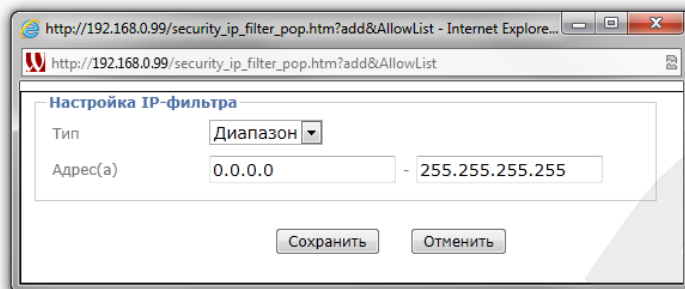 http://192.168.0.99/security_ip_filter_pop.htm?add&AllowList - Internet Explore...
http://192.168.0.99/security_ip_filter_pop.htm?add&AllowList
Настройка IP-фильтра
Тип Диапазон
Адрес(а) 0.0.0.0 - 255.255.255.255
Сохранить Отменить